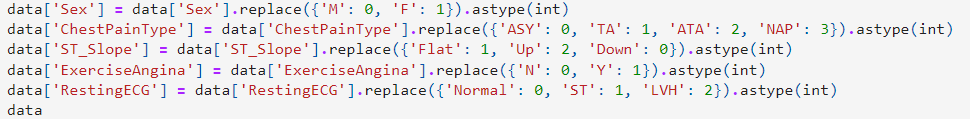 data['Sex'] = data['Sex'].replace({'M': 0, 'F': 1}).astype(int)
data['ChestPainType'] = data['ChestPainType'].replace({'ASY': 0, 'TA': 1, 'ATA': 2, 'NAP': 3}).astype(int)
data['ST_Slope'] = data['ST_Slope'].replace({'Flat': 1, 'Up': 2, 'Down': 0}).astype(int)
data['ExerciseAngina'] = data['ExerciseAngina'].replace({'N': 0, 'Y': 1}).astype(int)
data['RestingECG'] = data['RestingECG'].replace({'Normal': 0, 'ST': 1, 'LVH': 2}).astype(int)
data